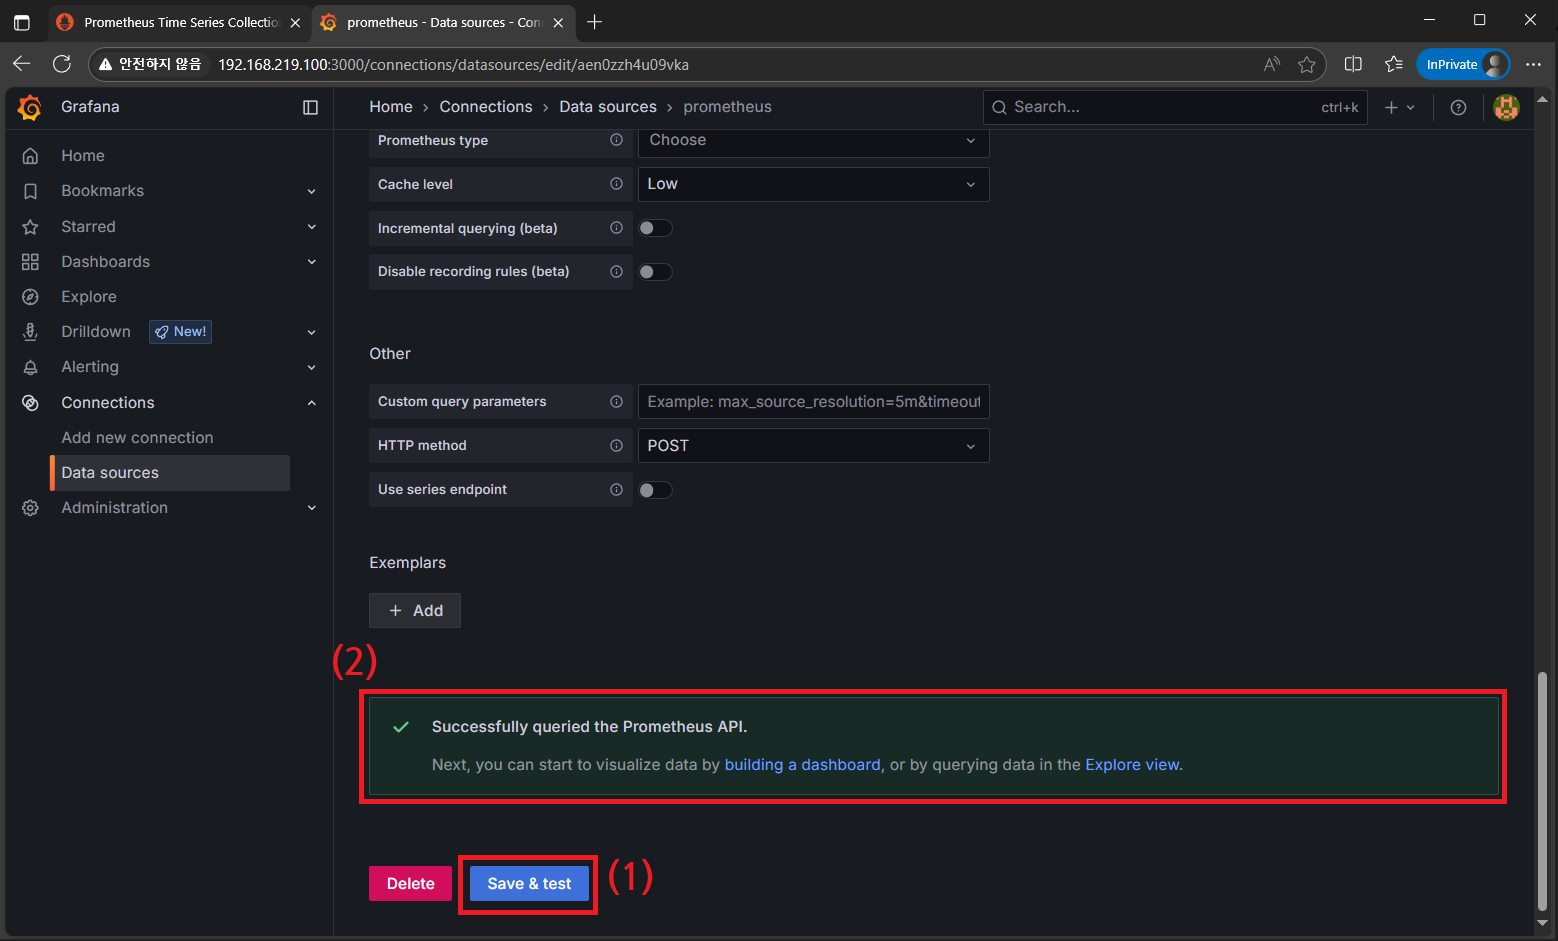 Prometheus Time Series Collectio
prometheus - Data sources - Con
안전하지 않음 192.168.219.100:3000/connections/datasources/edit/aen0zzh4u09vka
InPrivate
Grafana
Home › Connections › Data sources › prometheus
Search... ctrl+k
Home
Bookmarks
Starred
Dashboards
Explore
Drilldown New!
Alerting
Connections
Add new connection
Data sources
Administration
Prometheus type Choose
Cache level Low
Incremental querying (beta)
Disable recording rules (beta)
Other
Custom query parameters Example: max_source_resolution=5m&timeout
HTTP method POST
Use series endpoint
Exemplars
+ Add
(2)
Successfully queried the Prometheus API.
Next, you can start to visualize data by building a dashboard, or by querying data in the Explore view.
Delete Save & test (1)